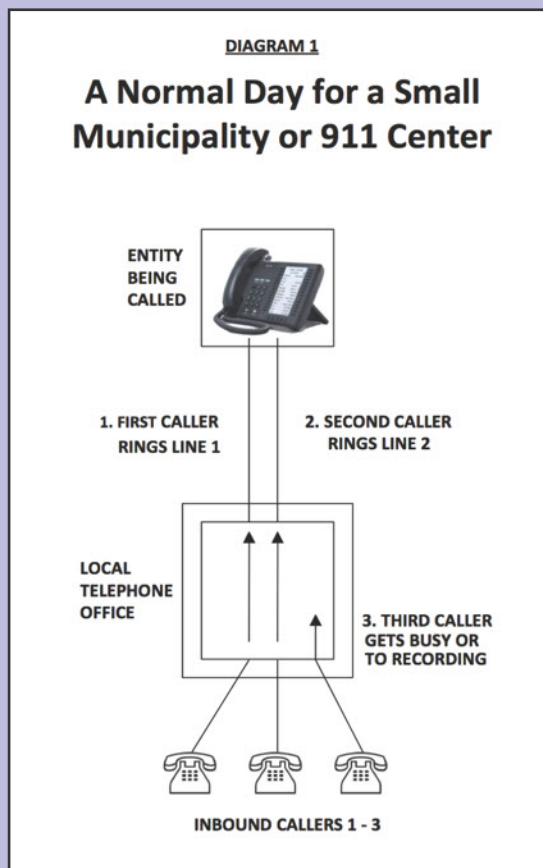 DIAGRAM 1
A Normal Day for a Small
Municipality or 911 Center
ENTITY
BEING
CALLED
1. FIRST CALLER
RINGS LINE 1
2. SECOND CALLER
RINGS LINE 2
LOCAL
TELEPHONE
OFFICE
3. THIRD CALLER
GETS BUSY OR
TO RECORDING
INBOUND CALLERS 1 - 3